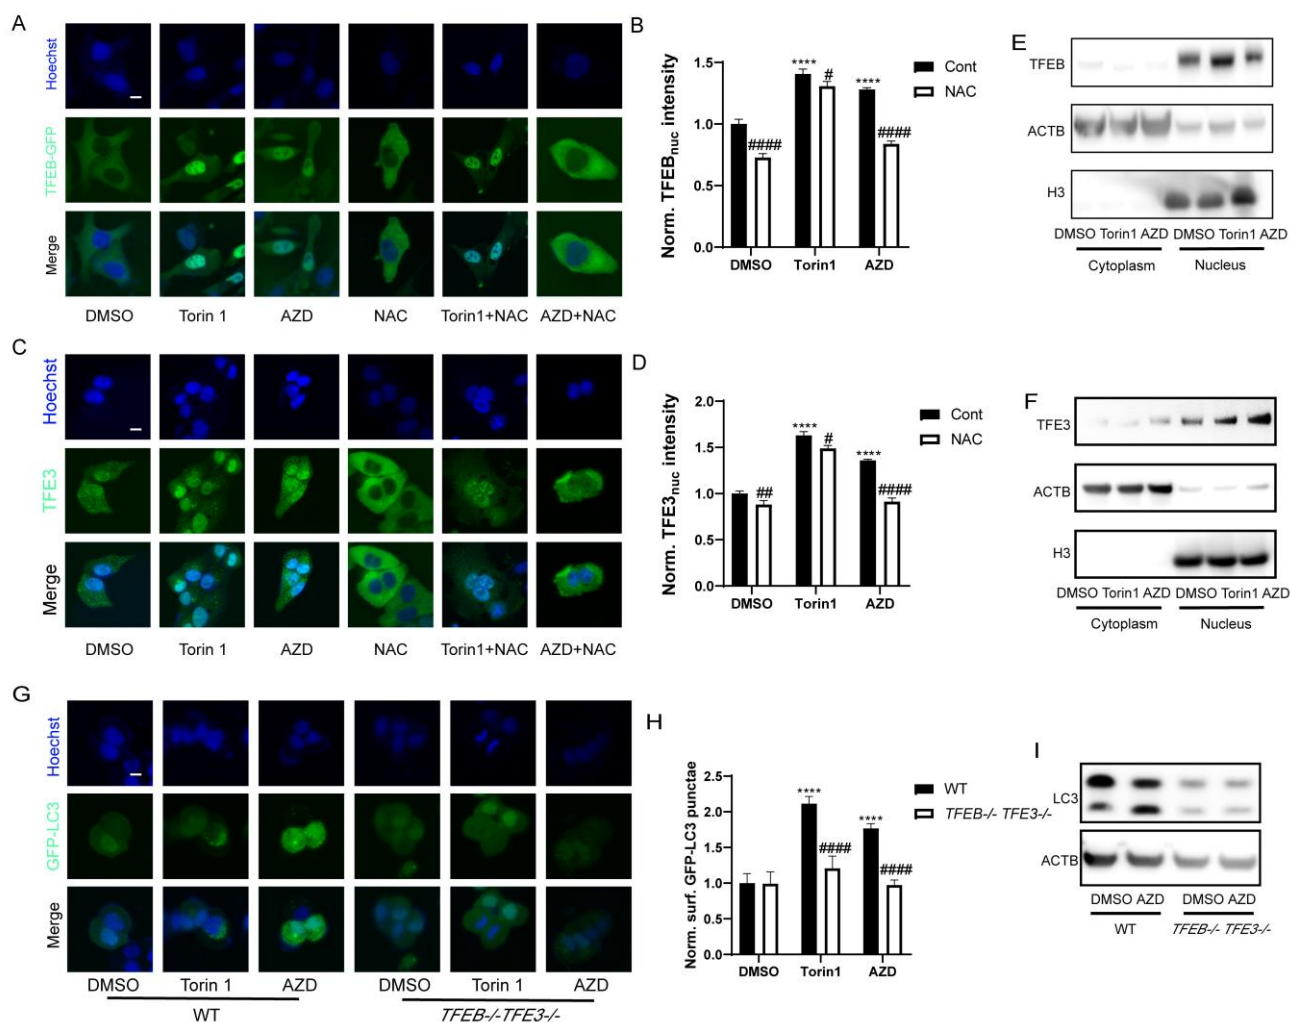 A
Hoechst
TFEB-GFP
Merge
DMSO Torin 1 AZD NAC Torin1+NAC AZD+NAC
B
Norm. TFEBnuc intensity
1.5
1.0
0.5
0.0
**** # ****
#### ####
DMSO Torin1 AZD
Cont
NAC
E
TFEB
ACTB
H3
DMSO Torin1 AZD DMSO Torin1 AZD
Cytoplasm Nucleus
C
Hoechst
TFE3
Merge
DMSO Torin 1 AZD NAC Torin1+NAC AZD+NAC
D
Norm. TFE3nuc intensity
2.0
1.5
1.0
0.5
0.0
**** # ****
## ####
DMSO Torin1 AZD
Cont
NAC
F
TFE3
ACTB
H3
DMSO Torin1 AZD DMSO Torin1 AZD
Cytoplasm Nucleus
G
Hoechst
GFP-LC3
Merge
DMSO Torin 1 AZD DMSO Torin 1 AZD
WT TFEB-/-TFE3-/-
H
Norm. surf. GFP-LC3 punctae
2.5
2.0
1.5
1.0
0.5
0.0
**** ****
#### ####
DMSO Torin1 AZD
WT
TFEB-/- TFE3-/-
I
LC3
ACTB
DMSO AZD DMSO AZD
WT TFEB-/- TFE3-/-